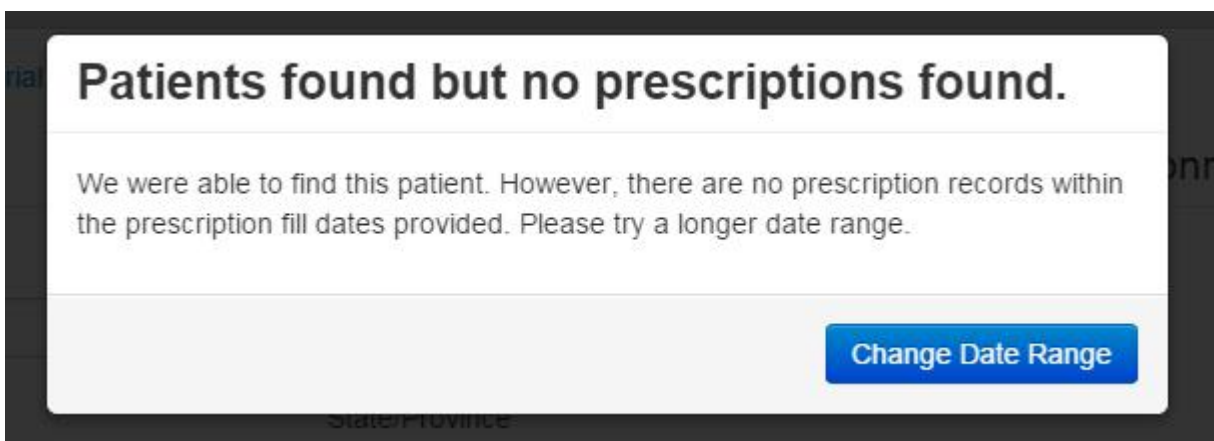 rial
Patients found but no prescriptions found.
We were able to find this patient. However, there are no prescription records within
the prescription fill dates provided. Please try a longer date range.
Change Date Range
State/Province